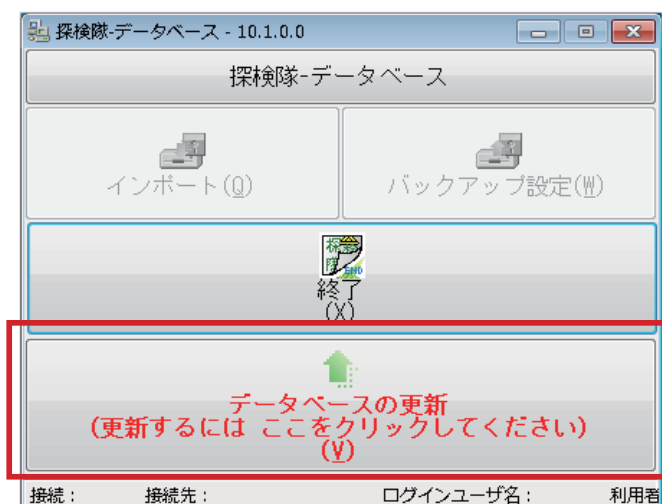 探検隊-データベース - 10.1.0.0
探検隊-データベース
インポート(Q)
バックアップ設定(W)
探検
隊
END
終了
(X)
データベースの更新
(更新するには ここをクリックしてください)
(V)
接続： 接続先： ログインユーザ名： 利用者